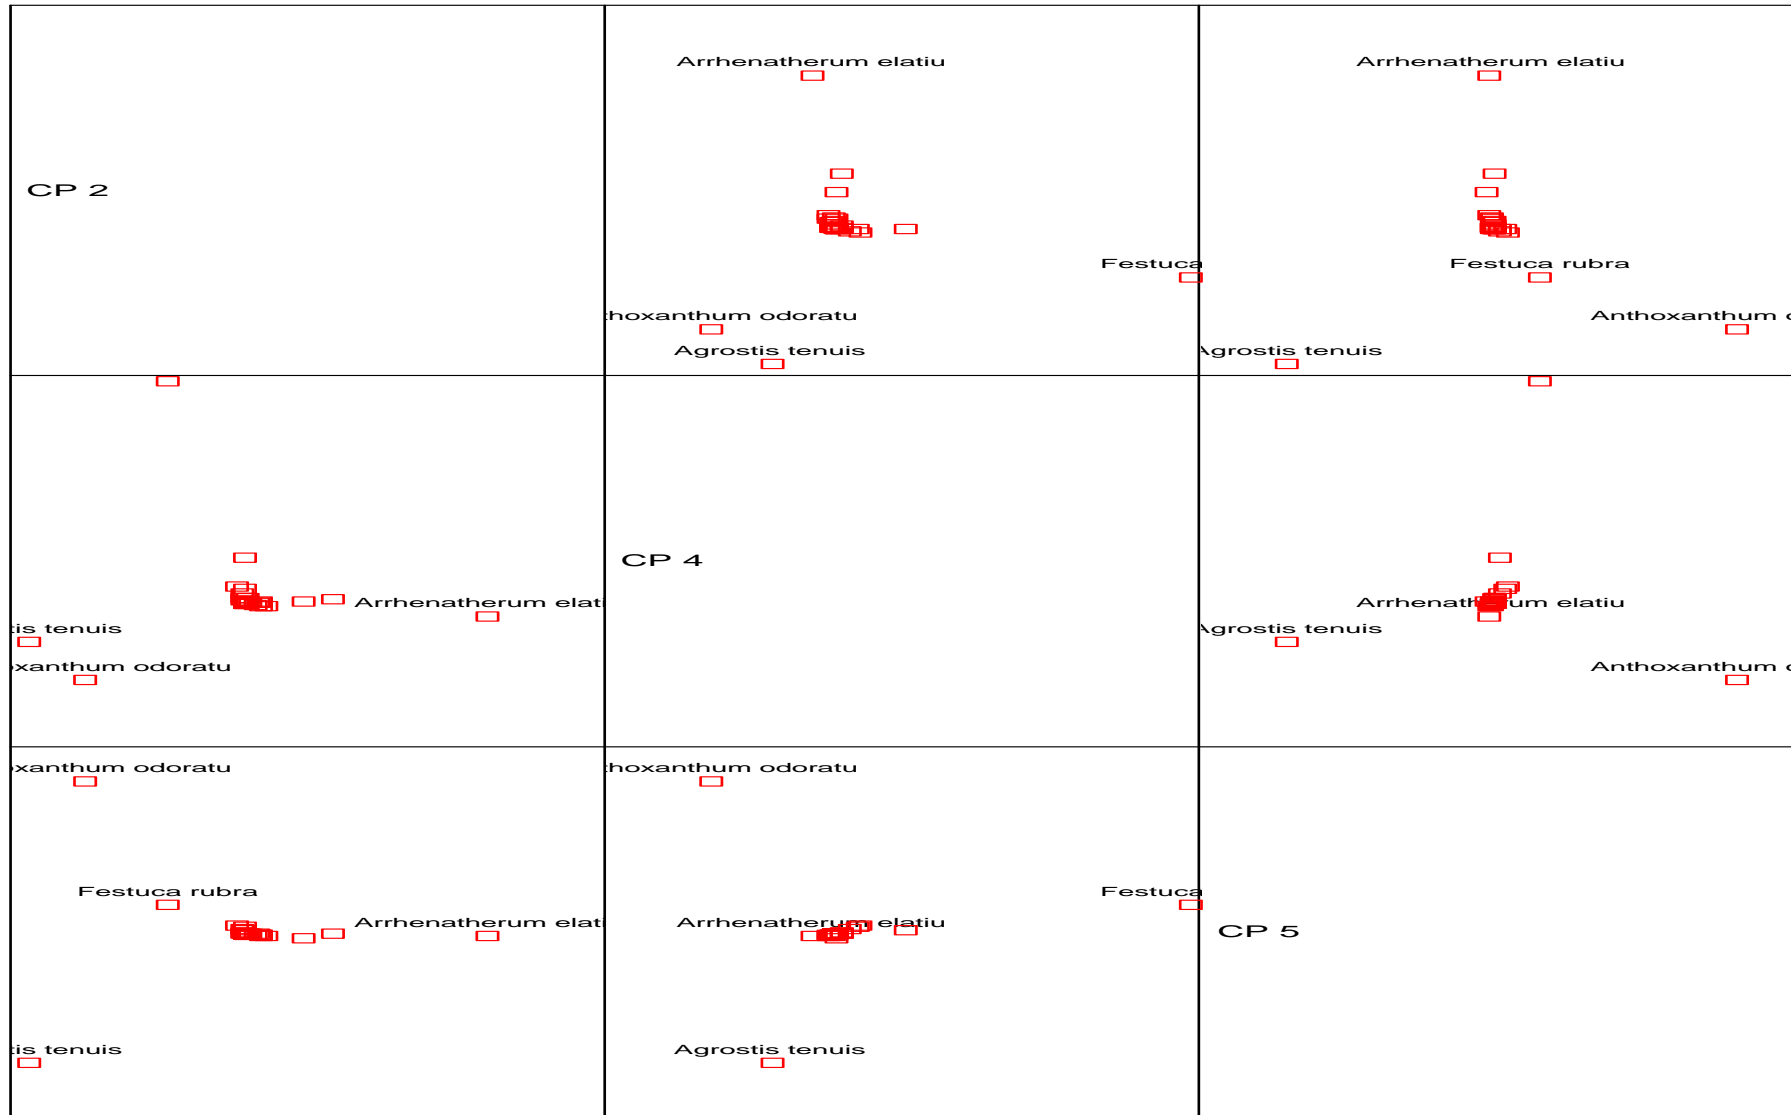 Arrhenatherum elatiu
Arrhenatherum elatiu
CP 2
Festuca
Festuca rubra
hoxanthum odoratu
Anthoxanthum
Agrostis tenuis
Agrostis tenuis
CP 4
Arrhenatherum elati
Arrhenatherum elatiu
is tenuis
Agrostis tenuis
xanthum odoratu
Anthoxanthum
xanthum odoratu
hoxanthum odoratu
Festuca rubra
Festuca
Arrhenatherum elati
Arrhenatherum elatiu
CP 5
is tenuis
Agrostis tenuis